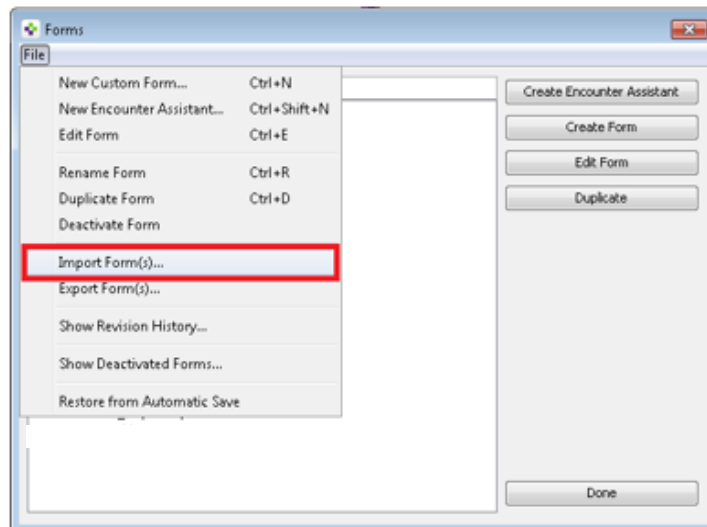 Forms
File
New Custom Form... Ctrl+N
New Encounter Assistant... Ctrl+Shift+N
Edit Form Ctrl+E
Rename Form Ctrl+R
Duplicate Form Ctrl+D
Deactivate Form
Import Form(s)...
Export Form(s)...
Show Revision History...
Show Deactivated Forms...
Restore from Automatic Save
Create Encounter Assistant
Create Form
Edit Form
Duplicate
Done